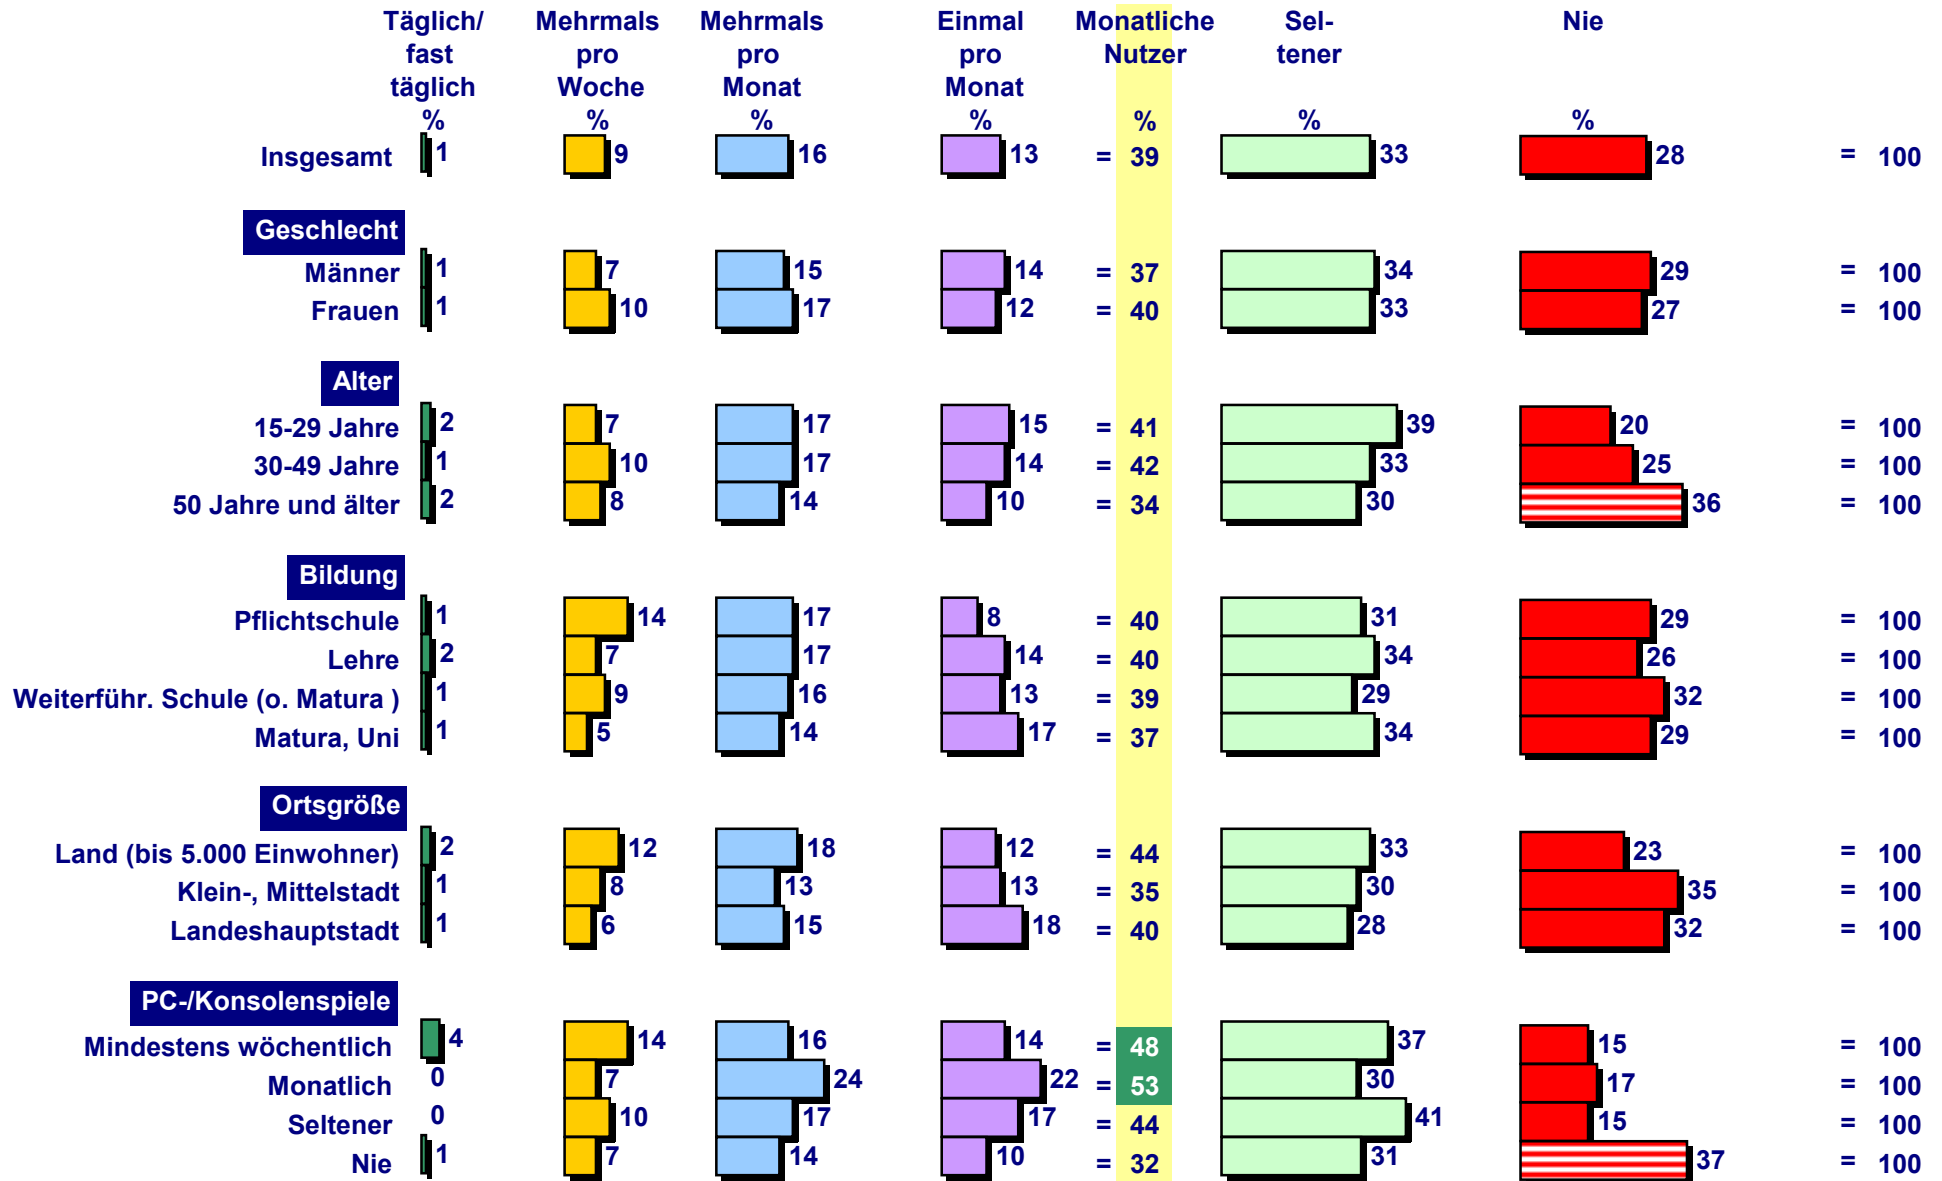 Täglich/ Mehrmals Mehrmals Einmal Monatliche Sel- Nie
fast pro pro pro Nutzer tener
täglich Woche Monat Monat
% % % % % % %
Insgesamt 1 9 16 13 = 39 33 28 = 100
Geschlecht
Männer 1 7 15 14 = 37 34 29 = 100
Frauen 1 10 17 12 = 40 33 27 = 100
Alter
15-29 Jahre 2 7 17 15 = 41 39 20 = 100
30-49 Jahre 1 10 17 14 = 42 33 25 = 100
50 Jahre und älter 2 8 14 10 = 34 30 36 = 100
Bildung
Pflichtschule 1 14 17 8 = 40 31 29 = 100
Lehre 2 7 17 14 = 40 34 26 = 100
Weiterführ. Schule (o. Matura ) 1 9 16 13 = 39 29 32 = 100
Matura, Uni 1 5 14 17 = 37 34 29 = 100
Ortsgröße
Land (bis 5.000 Einwohner) 2 12 18 12 = 44 33 23 = 100
Klein-, Mittelstadt 1 8 13 13 = 35 30 35 = 100
Landeshauptstadt 1 6 15 18 = 40 28 32 = 100
PC-/Konsolenspiele
Mindestens wöchentlich 4 14 16 14 = 48 37 15 = 100
Monatlich 0 7 24 22 = 53 30 17 = 100
Seltener 0 10 17 17 = 44 41 15 = 100
Nie 1 7 14 10 = 32 31 37 = 100